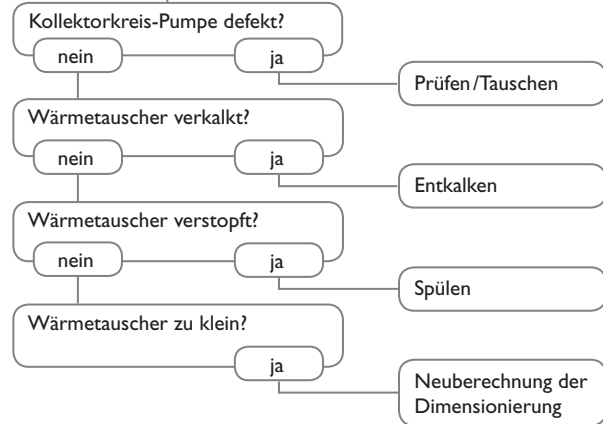 Kollektorkreis-Pumpe defekt?
nein
ja
Prüfen/Tauschen
Wärmetauscher verkalkt?
nein
ja
Entkalken
Wärmetauscher verstopft?
nein
ja
Spülen
Wärmetauscher zu klein?
ja
Neuberechnung der
Dimensionierung